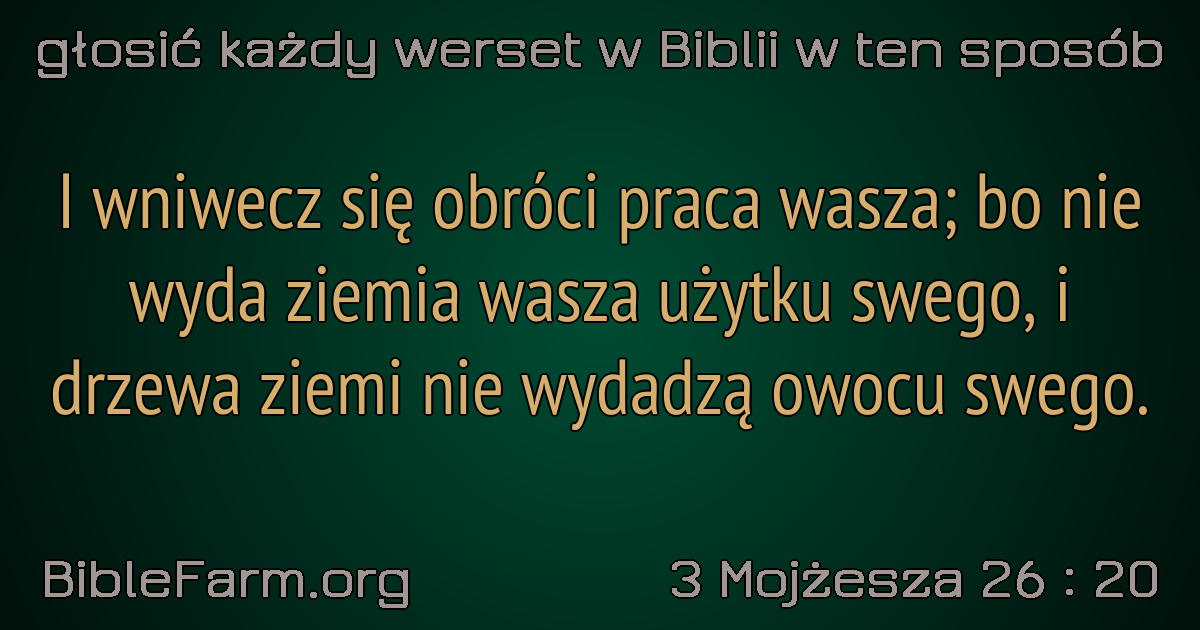 głosić każdy werset w Biblii w ten sposób
I wniwecz się obróci praca wasza; bo nie
wyda ziemia wasza użytku swego, i
drzewa ziemi nie wydadzą owocu swego.
BibleFarm.org
3 Mojżesza 26 : 20